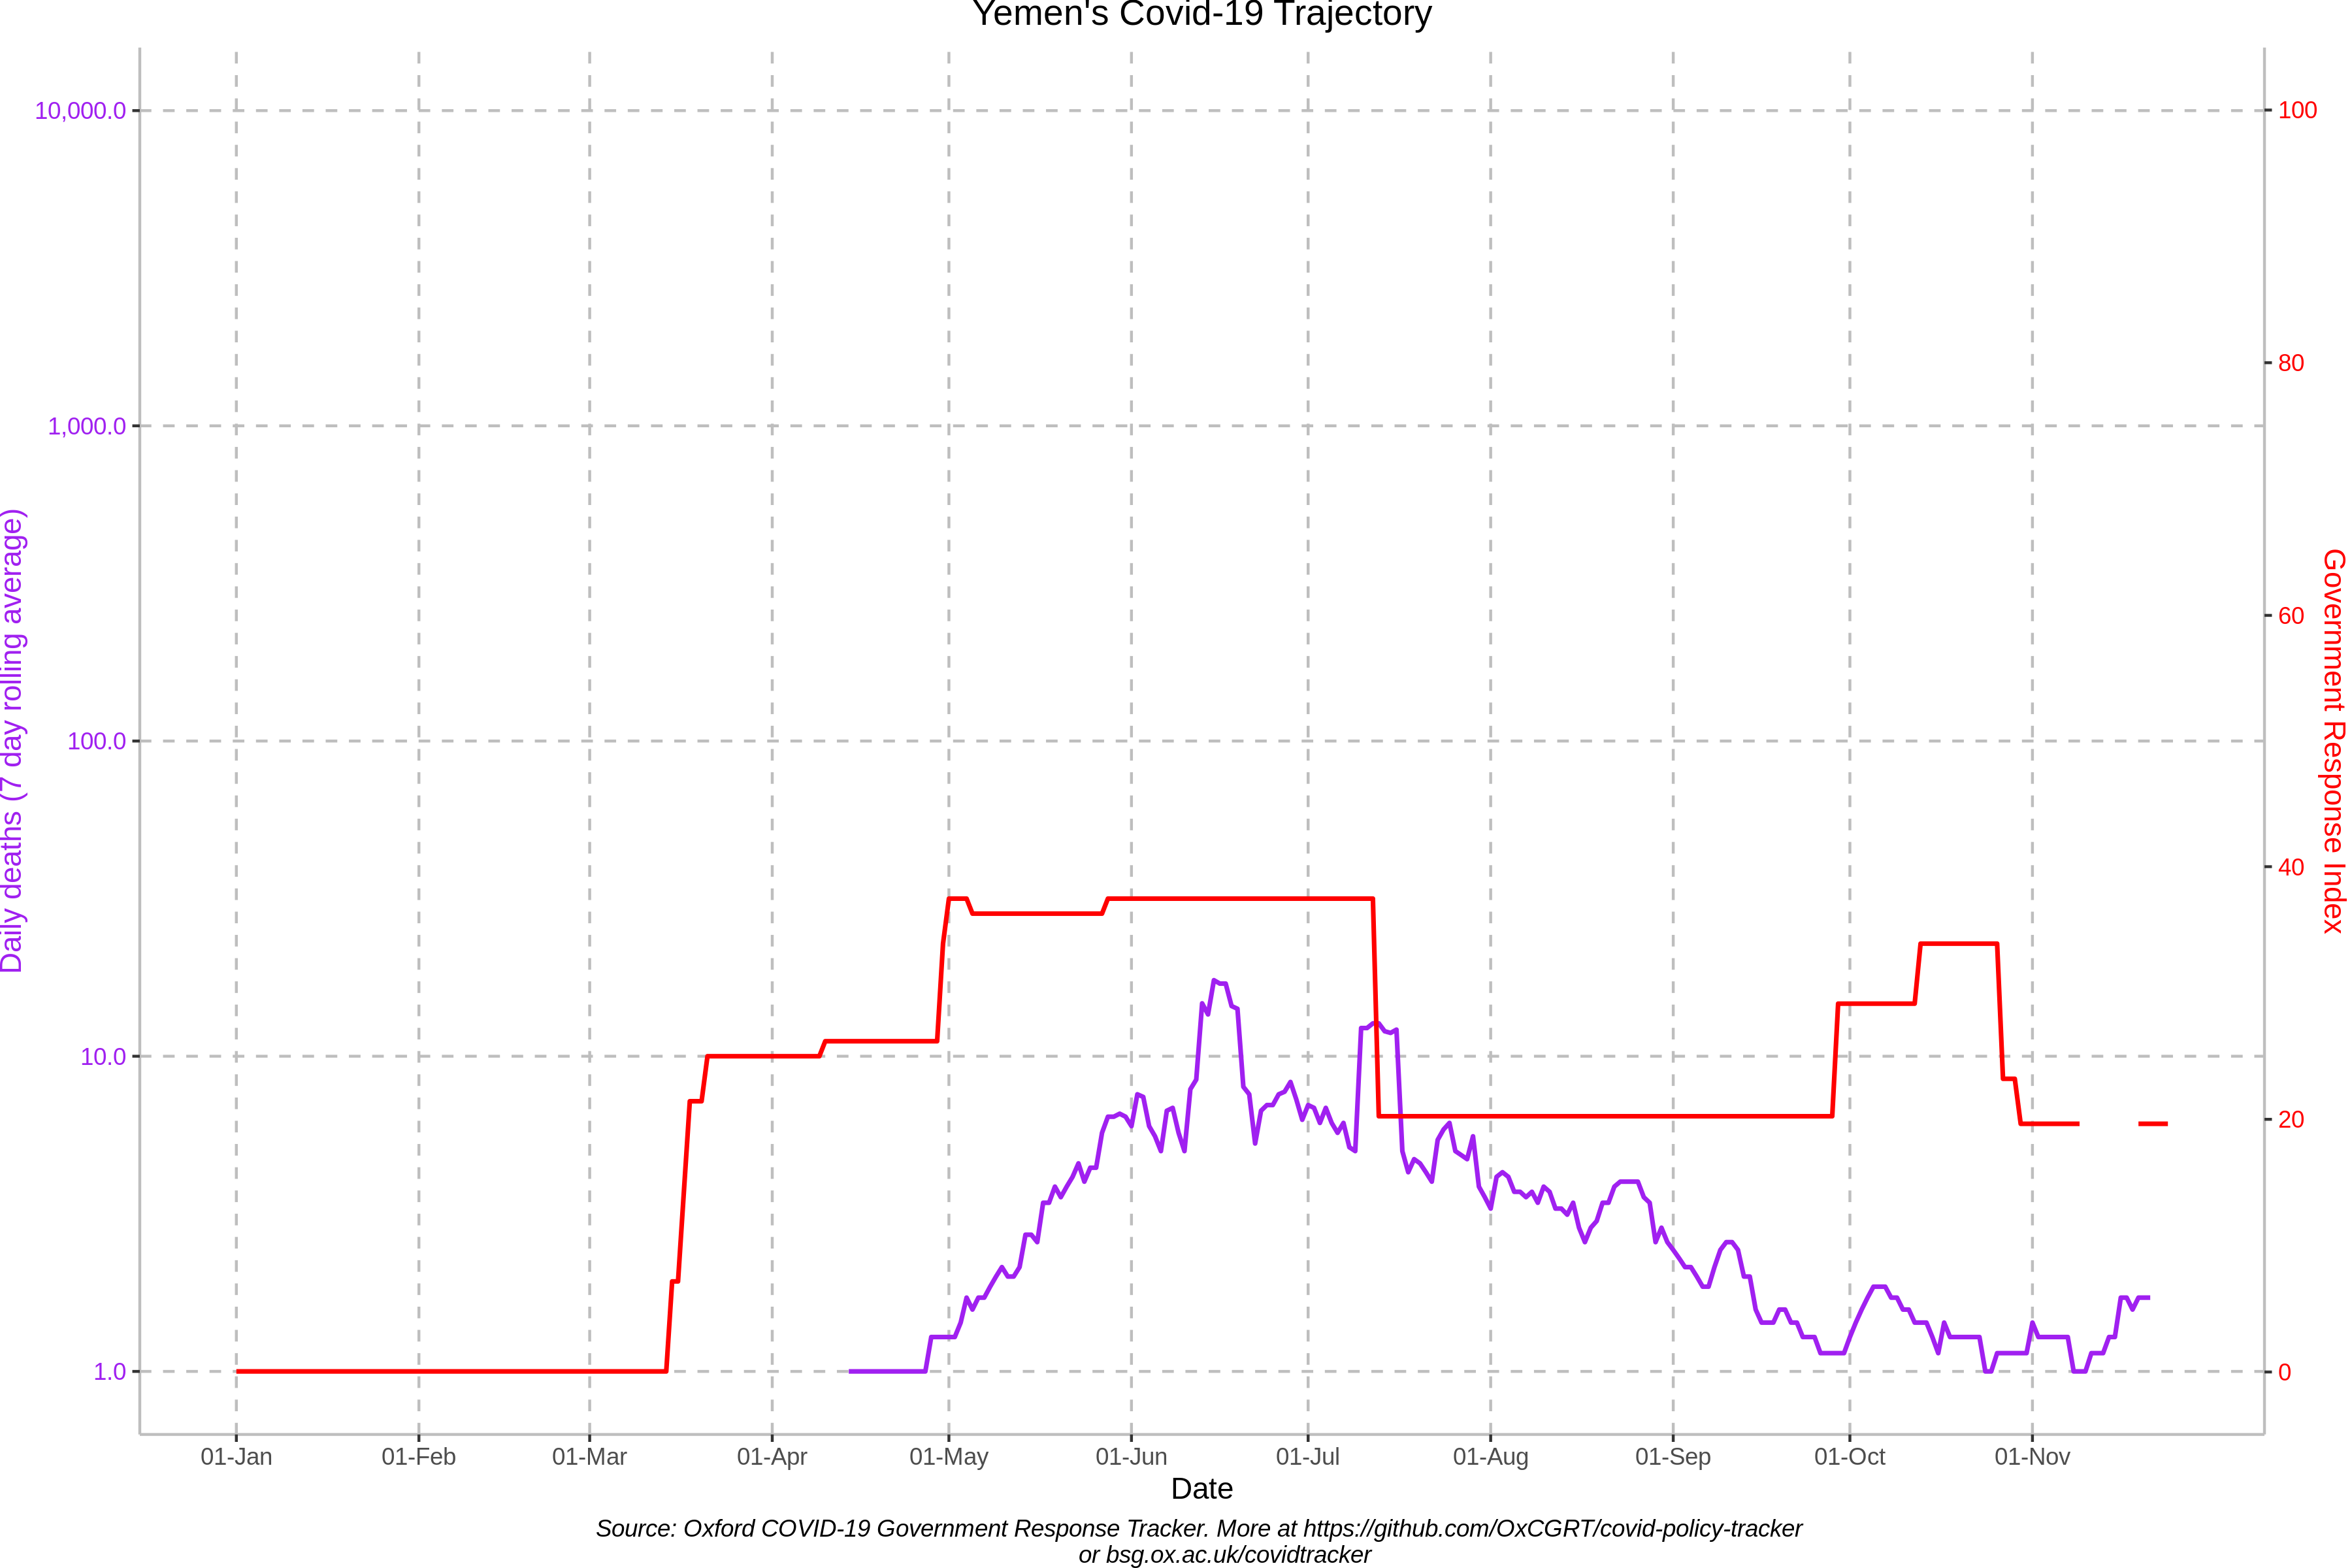 Yemen's Covid-19 Trajectory
10,000.0
1,000.0
100.0
10.0
1.0
Daily deaths (7 day rolling average)
100
80
60
40
20
0
Government Response Index
01-Jan 01-Feb 01-Mar 01-Apr 01-May 01-Jun 01-Jul 01-Aug 01-Sep 01-Oct 01-Nov
Date
Source: Oxford COVID-19 Government Response Tracker. More at https://github.com/OxCGRT/covid-policy-tracker
or bsg.ox.ac.uk/covidtracker